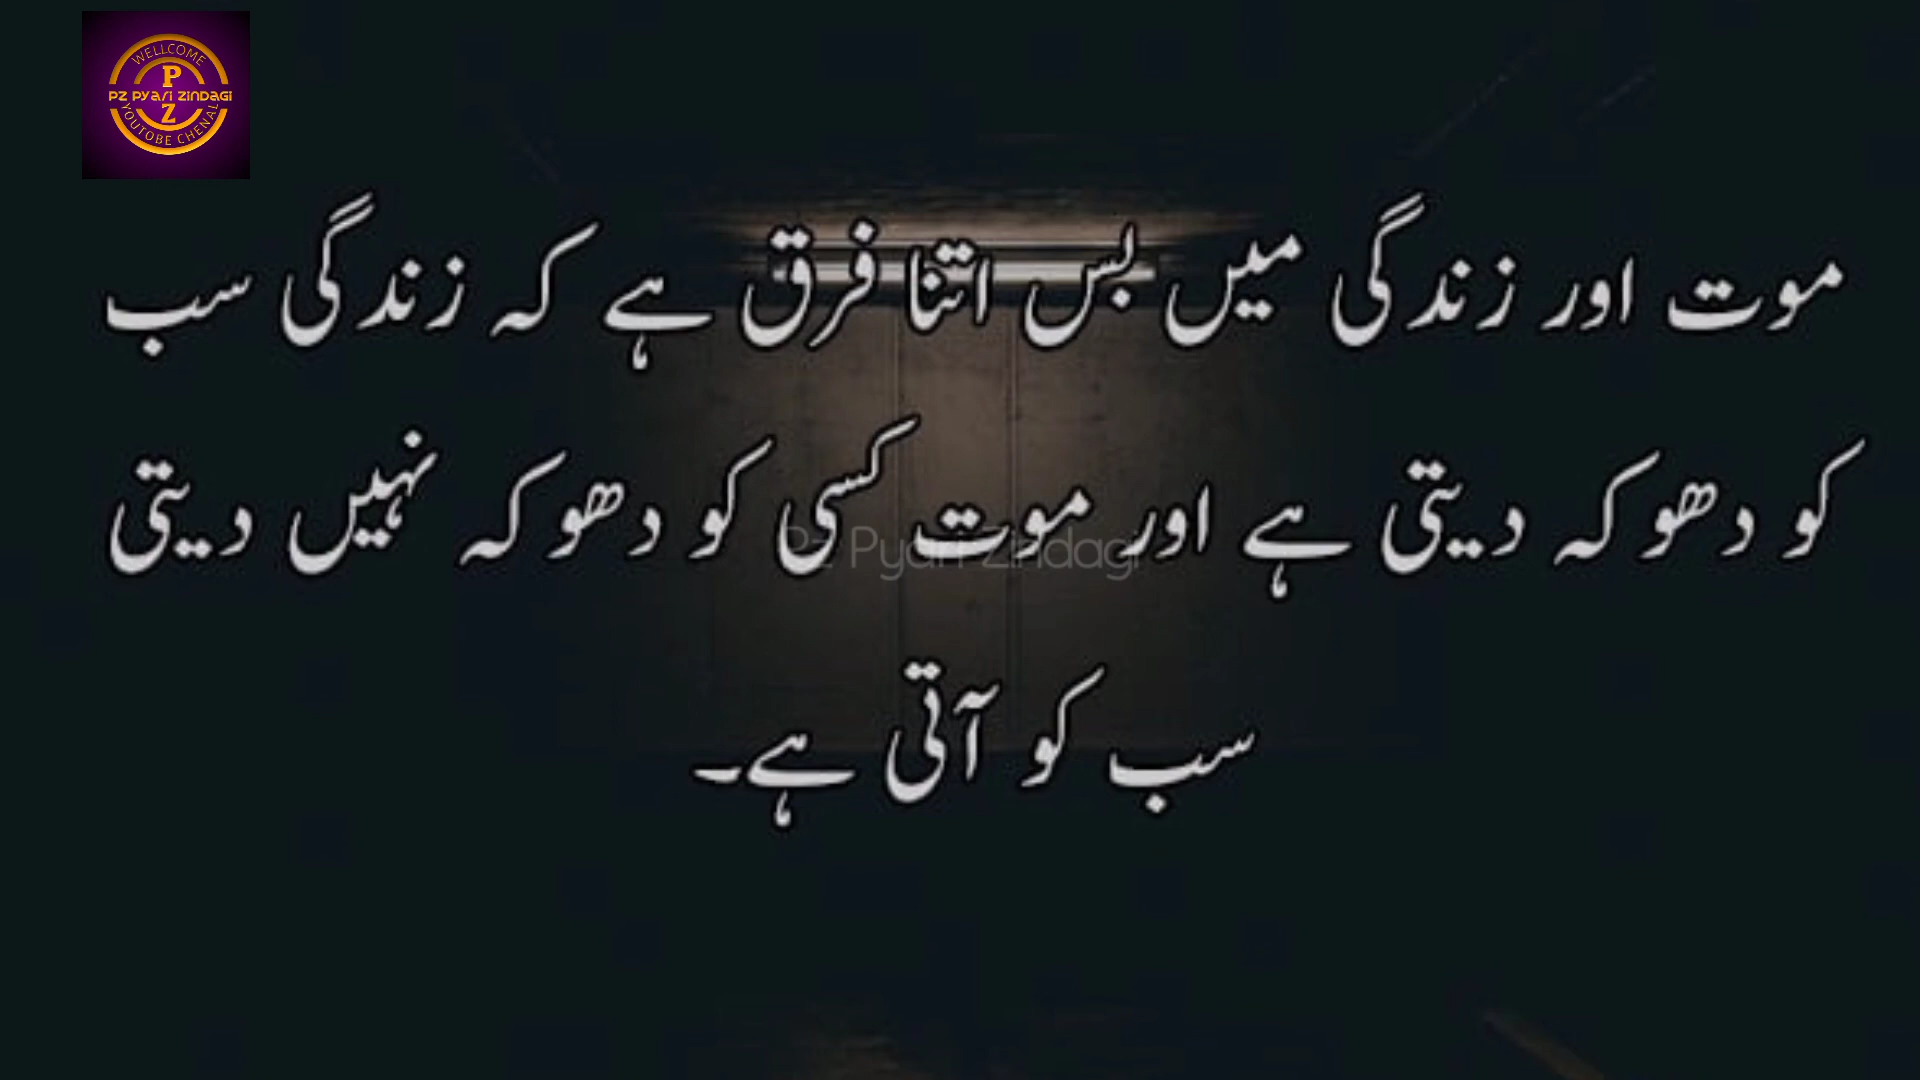 WELLCOME
P
PZ Pyari Zindagi
Z
YOUTOBE CHENAL
موت اور زندگی میں بس اتنا فرق ہے کہ زندگی سب
کو دھوکہ دیتی ہے اور موت کسی کو دھوکہ نہیں دیتی
Pz Pyari Zindagi
سب کو آتی ہے۔